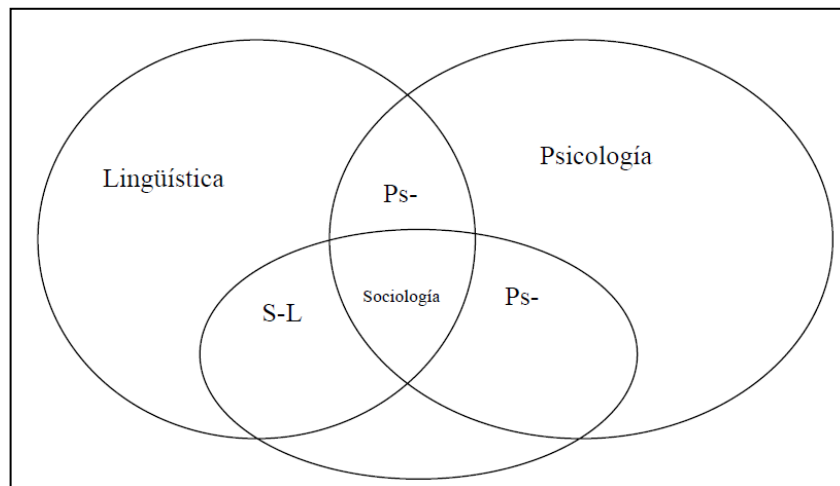 Psicología
Lingüística
Ps-
Sociología
Ps-
S-L